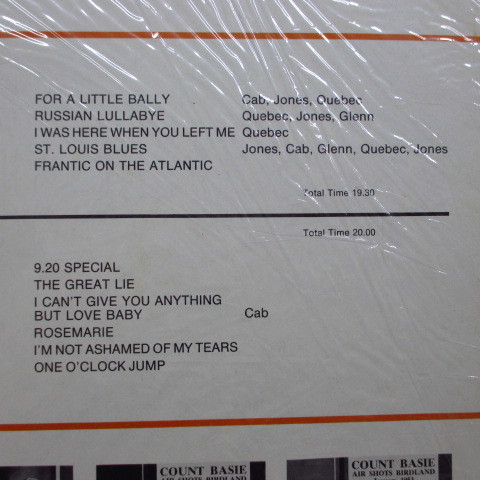 FOR A LITTLE BALLY Cab, Jones, Quebec
RUSSIAN LULLABYE Quebec, Jones, Glenn
I WAS HERE WHEN YOU LEFT ME Quebec
ST. LOUIS BLUES Jones, Cab, Glenn, Quebec, Jones
FRANTIC ON THE ATLANTIC
Total Time 19.30
Total Time 20.00
9.20 SPECIAL
THE GREAT LIE
I CAN'T GIVE YOU ANYTHING
BUT LOVE BABY Cab
ROSEMARIE
I'M NOT ASHAMED OF MY TEARS
ONE O'CLOCK JUMP
COUNT BASIE
AIR SHOTS BIRDLAND
COUNT BASIE
AIR SHOTS BIRDLAND